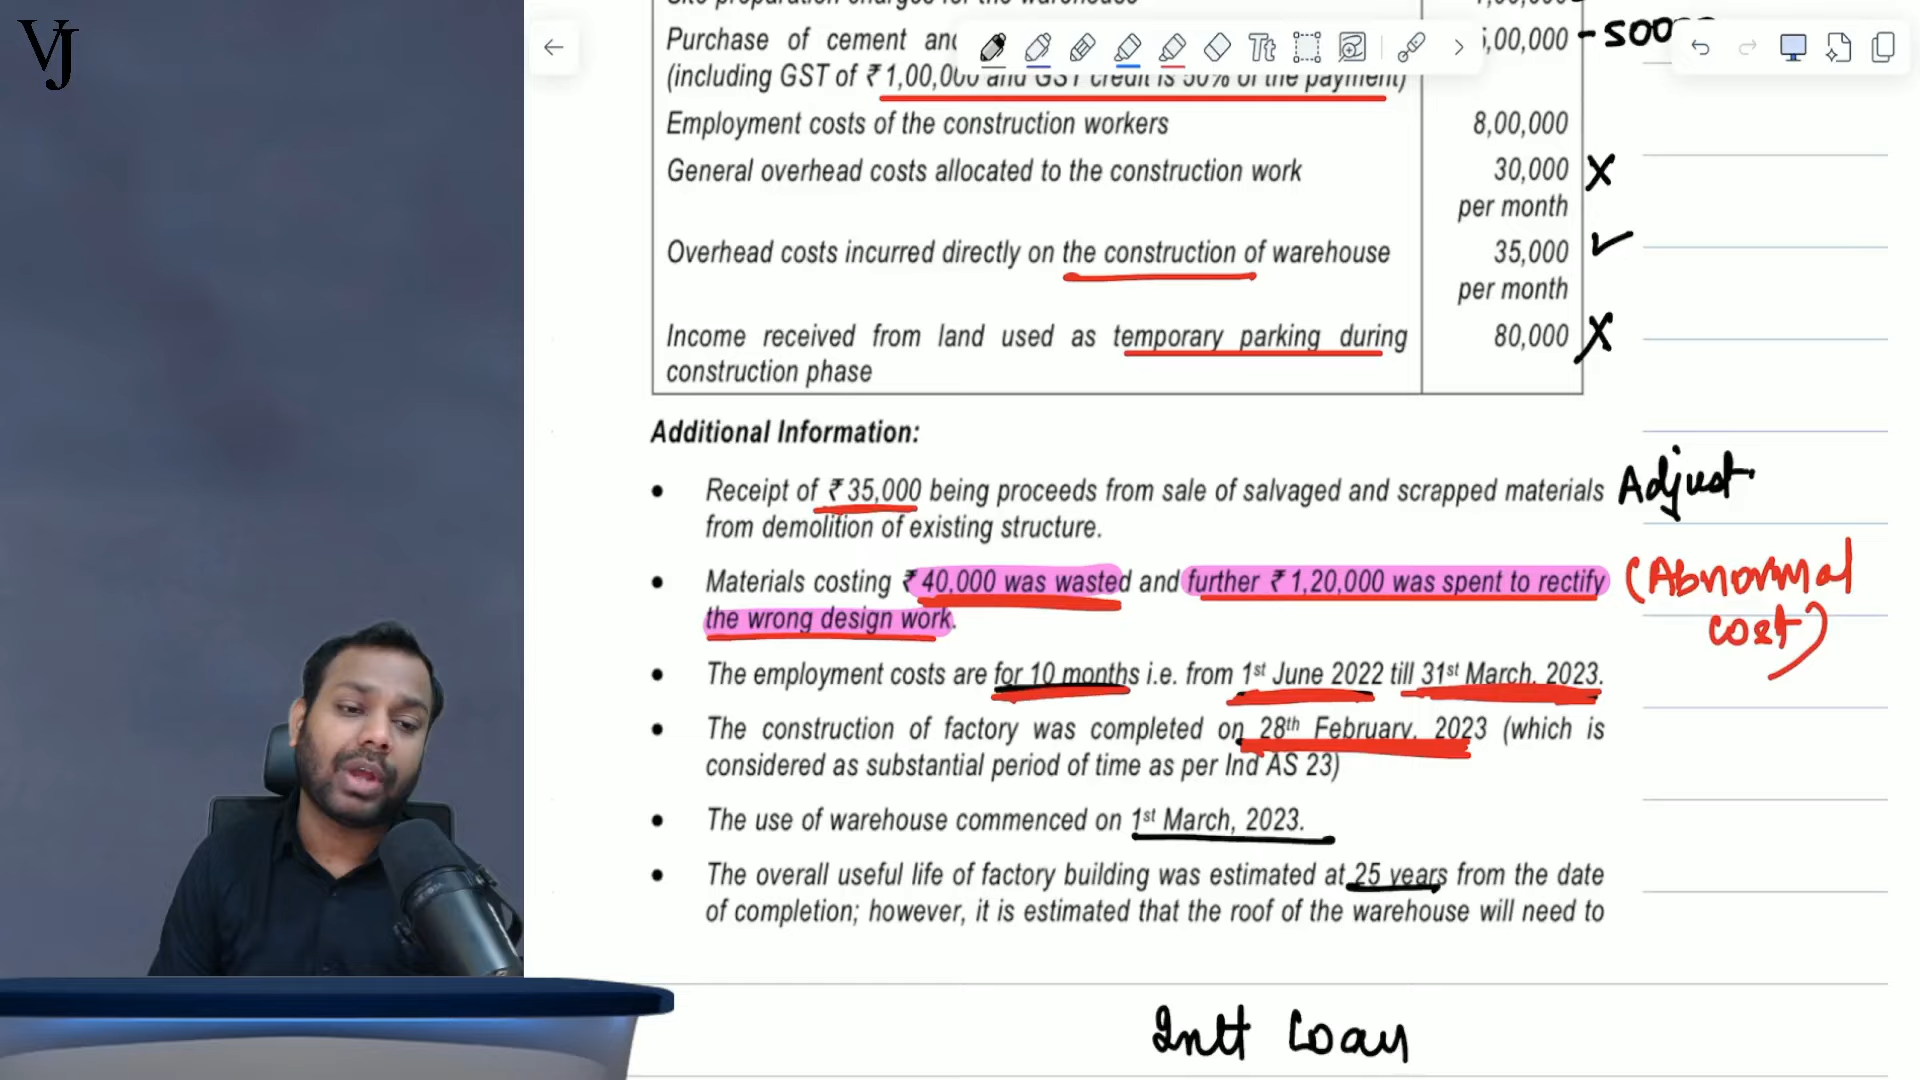 VJ
Site preparation charges for the warehouse
Purchase of cement and ,00,000 - 500
(including GST of ₹ 1,00,000 and GST credit is 50% of the payment)
Employment costs of the construction workers 8,00,000
General overhead costs allocated to the construction work 30,000 X
per month
Overhead costs incurred directly on the construction of warehouse 35,000 ✓
per month
Income received from land used as temporary parking during 80,000 X
construction phase
Additional Information:
• Receipt of ₹ 35,000 being proceeds from sale of salvaged and scrapped materials Adjust.
from demolition of existing structure.
• Materials costing ₹ 40,000 was wasted and further ₹ 1,20,000 was spent to rectify (Abnormal
the wrong design work. cost)
• The employment costs are for 10 months i.e. from 1st June 2022 till 31st March, 2023.
• The construction of factory was completed on 28th February, 2023 (which is
considered as substantial period of time as per Ind AS 23)
• The use of warehouse commenced on 1st March, 2023.
• The overall useful life of factory building was estimated at 25 years from the date
of completion; however, it is estimated that the roof of the warehouse will need to
Intt Loan